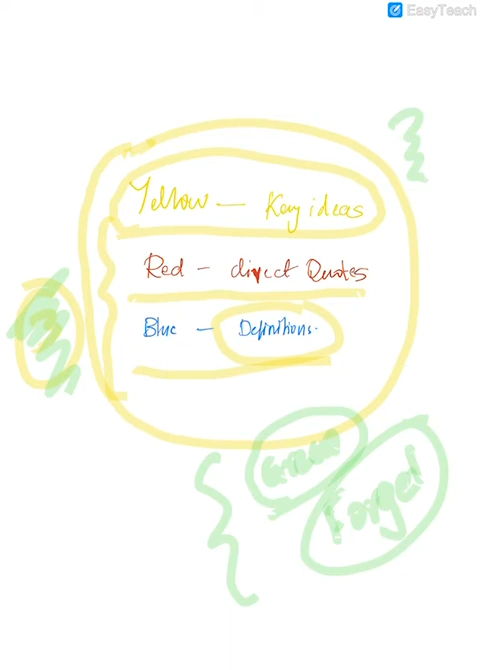 EasyTeach
Yellow — Key ideas
Red - direct Quotes
Blue - Definitions.
Green
Forget